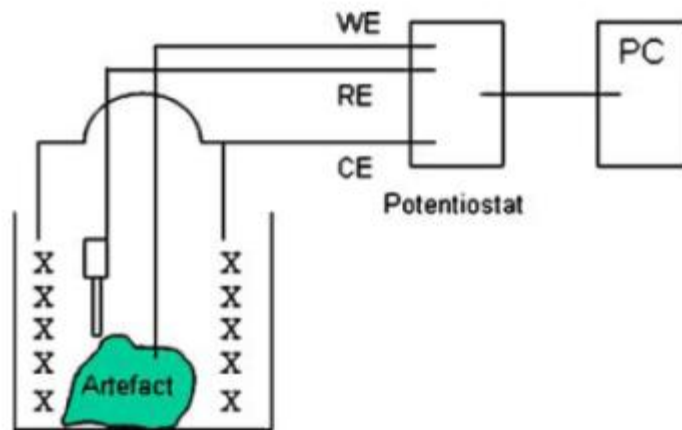 WE
PC
RE
CE
Potentiostat
X X
X X
X X
X X
Artefact
X X